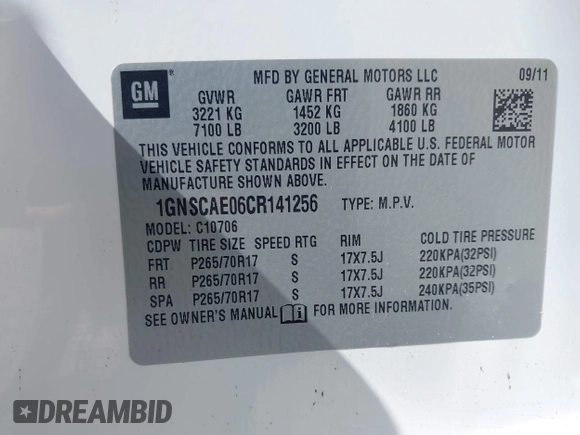 GM ® MFD BY GENERAL MOTORS LLC 09/11
GVWR GAWR FRT GAWR RR
3221 KG 1452 KG 1860 KG
7100 LB 3200 LB 4100 LB
THIS VEHICLE CONFORMS TO ALL APPLICABLE U.S. FEDERAL MOTOR
VEHICLE SAFETY STANDARDS IN EFFECT ON THE DATE OF
MANUFACTURE SHOWN ABOVE.
1GNSCAE06CR141256 TYPE: M.P.V.
MODEL: C10706
CDPW TIRE SIZE SPEED RTG RIM COLD TIRE PRESSURE
FRT P265/70R17 S 17X7.5J 220KPA(32PSI)
RR P265/70R17 S 17X7.5J 220KPA(32PSI)
SPA P265/70R17 S 17X7.5J 240KPA(35PSI)
SEE OWNER'S MANUAL i FOR MORE INFORMATION.
$DREAMBID